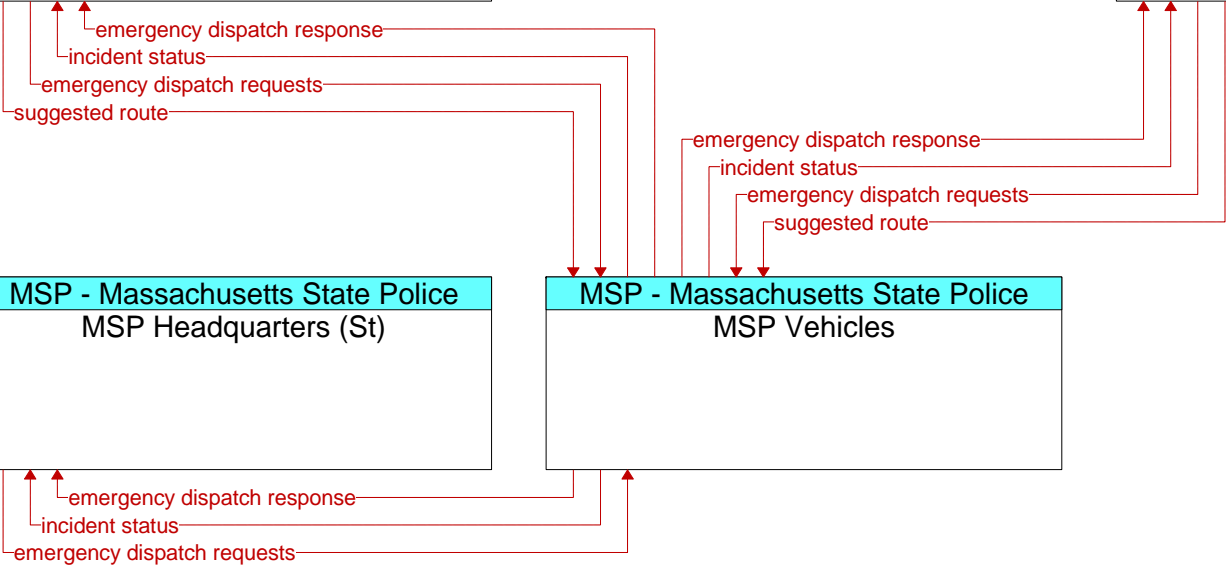 emergency dispatch response
incident status
emergency dispatch requests
suggested route
emergency dispatch response
incident status
emergency dispatch requests
suggested route
MSP - Massachusetts State Police
MSP Headquarters (St)
MSP - Massachusetts State Police
MSP Vehicles
emergency dispatch response
incident status
emergency dispatch requests